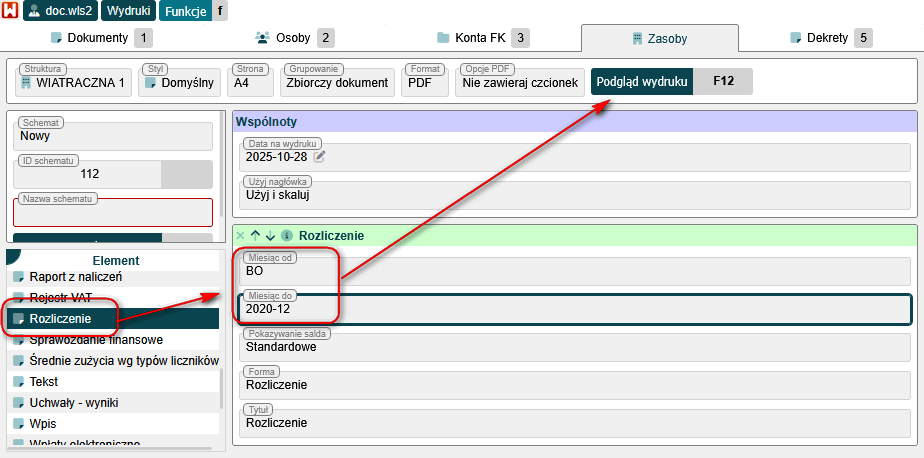 W doc.wls2 Wydruki Funkcje f
Dokumenty 1 Osoby 2 Konta FK 3 Zasoby Dekrety 5
Struktura Styl Strona Grupowanie Format Opcje PDF
WIATRACZNA 1 Domyślny A4 Zbiorczy dokument PDF Nie zawieraj czcionek Podgląd wydruku F12
Schemat
Nowy
ID schematu
112
Nazwa schematu
Element
Raport z naliczeń
Rejestr VAT
Rozliczenie
Sprawozdanie finansowe
Średnie zużycia wg typów liczników
Tekst
Uchwały - wyniki
Wpis
Wpłaty elektroniczne
Wspólnoty
Data na wydruku
2025-10-28
Użyj nagłówka
Użyj i skaluj
Rozliczenie
Miesiąc od
BO
Miesiąc do
2020-12
Pokazywanie salda
Standardowe
Forma
Rozliczenie
Tytuł
Rozliczenie